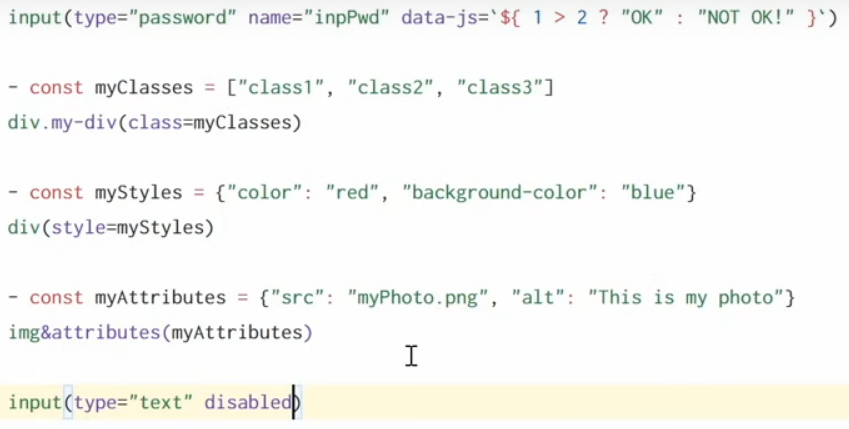 input(type="password" name="inpPwd" data-js=`${ 1 > 2 ? "OK" : "NOT OK!" }`)
- const myClasses = ["class1", "class2", "class3"]
div.my-div(class=myClasses)
- const myStyles = {"color": "red", "background-color": "blue"}
div(style=myStyles)
- const myAttributes = {"src": "myPhoto.png", "alt": "This is my photo"}
img&attributes(myAttributes)
input(type="text" disabled)